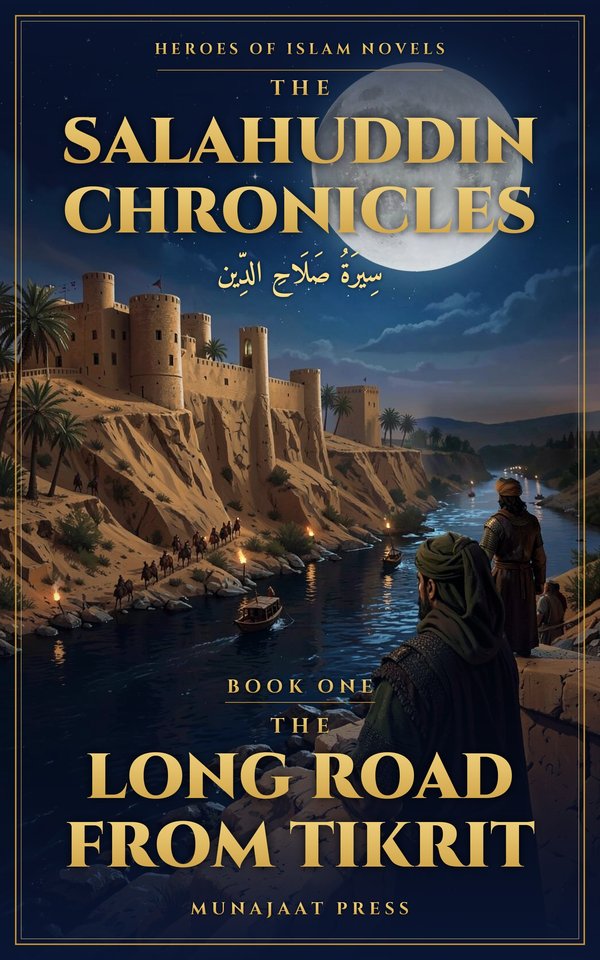 HEROES OF ISLAM NOVELS
THE
SALAHUDDIN
CHRONICLES
سِيرَةُ صَلَاحِ الدِّين
BOOK ONE
THE
LONG ROAD
FROM TIKRIT
MUNAJAAT PRESS